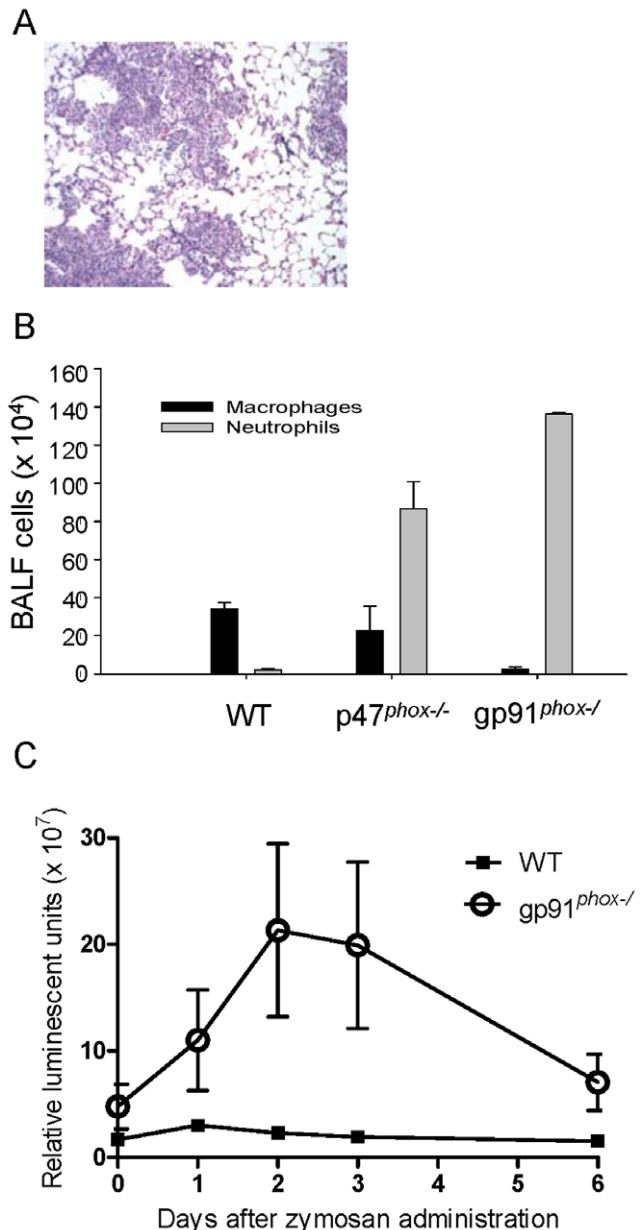 A
B
160
140
120
100
80
60
40
20
0
BALF cells (x 10⁴)
Macrophages
Neutrophils
WT p47phox-/- gp91phox-/
C
30
20
10
0
Relative luminescent units (x 10⁷)
WT
gp91phox-/
0 1 2 3 4 5 6
Days after zymosan administration